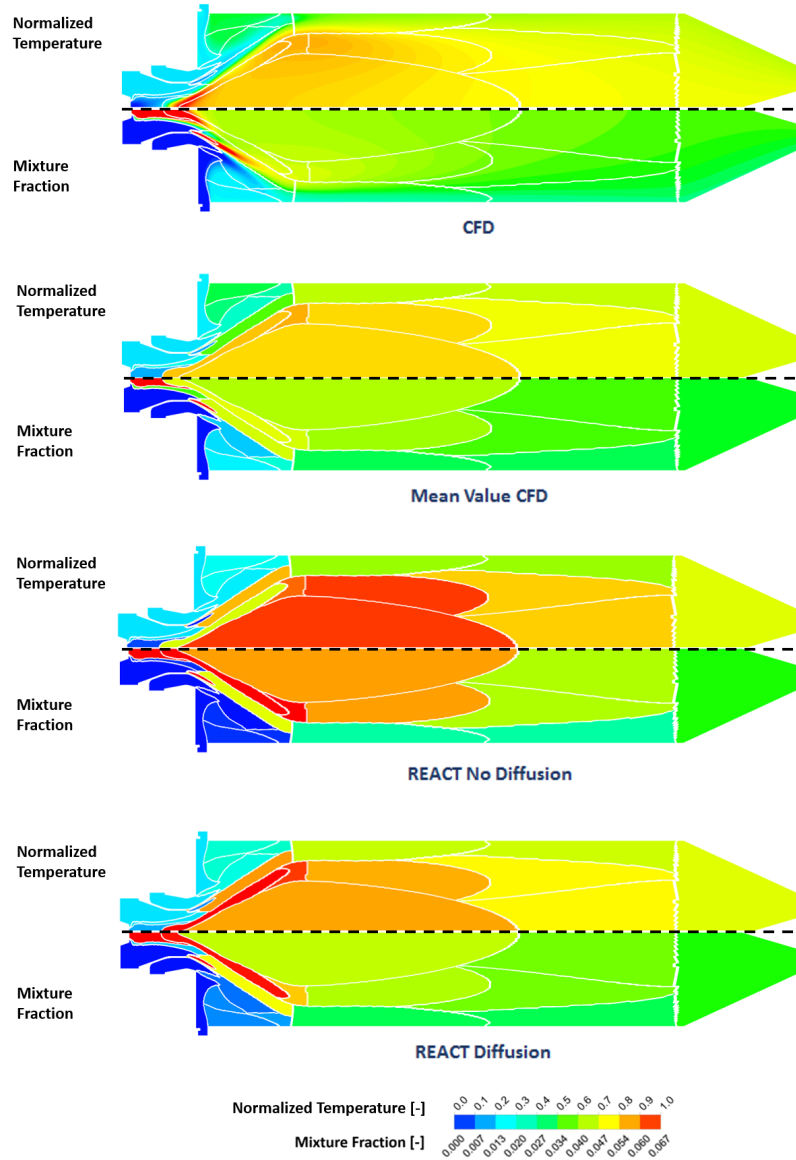 Normalized
Temperature
Mixture
Fraction
CFD
Normalized
Temperature
Mixture
Fraction
Mean Value CFD
Normalized
Temperature
Mixture
Fraction
REACT No Diffusion
Normalized
Temperature
Mixture
Fraction
REACT Diffusion
Normalized Temperature [-] 0.0 0.1 0.2 0.3 0.4 0.5 0.6 0.7 0.8 0.9 1.0
Mixture Fraction [-] 0.000 0.007 0.013 0.020 0.027 0.034 0.040 0.047 0.054 0.060 0.067